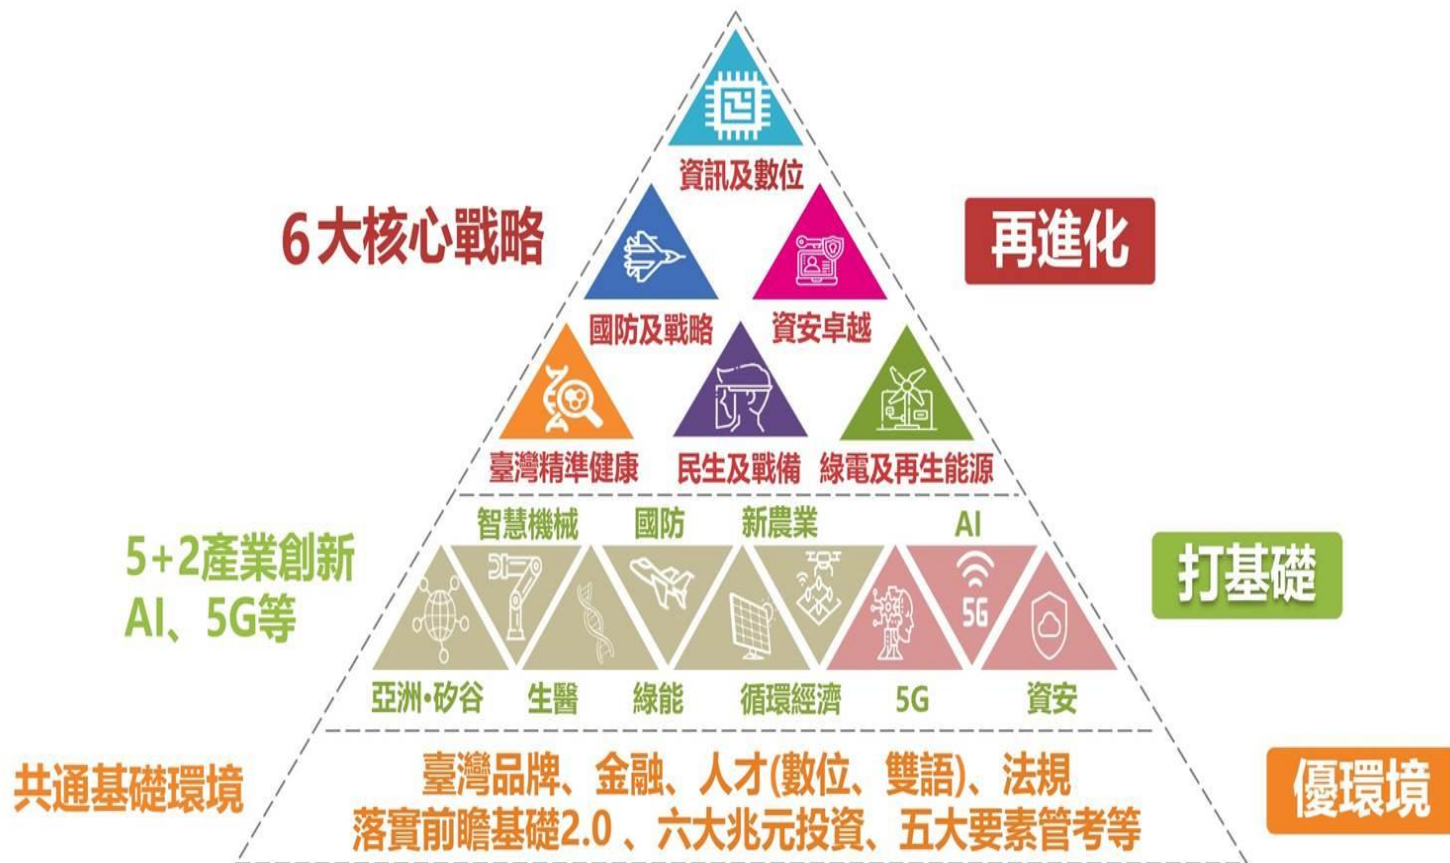 資訊及數位
6大核心戰略
再進化
國防及戰略
資安卓越
臺灣精準健康
民生及戰備
綠電及再生能源
智慧機械
國防
新農業
AI
5+2產業創新
AI、5G等
打基礎
5G
亞洲•矽谷
生醫
綠能
循環經濟
5G
資安
共通基礎環境
臺灣品牌、金融、人才(數位、雙語)、法規
落實前瞻基礎2.0、六大兆元投資、五大要素管考等
優環境